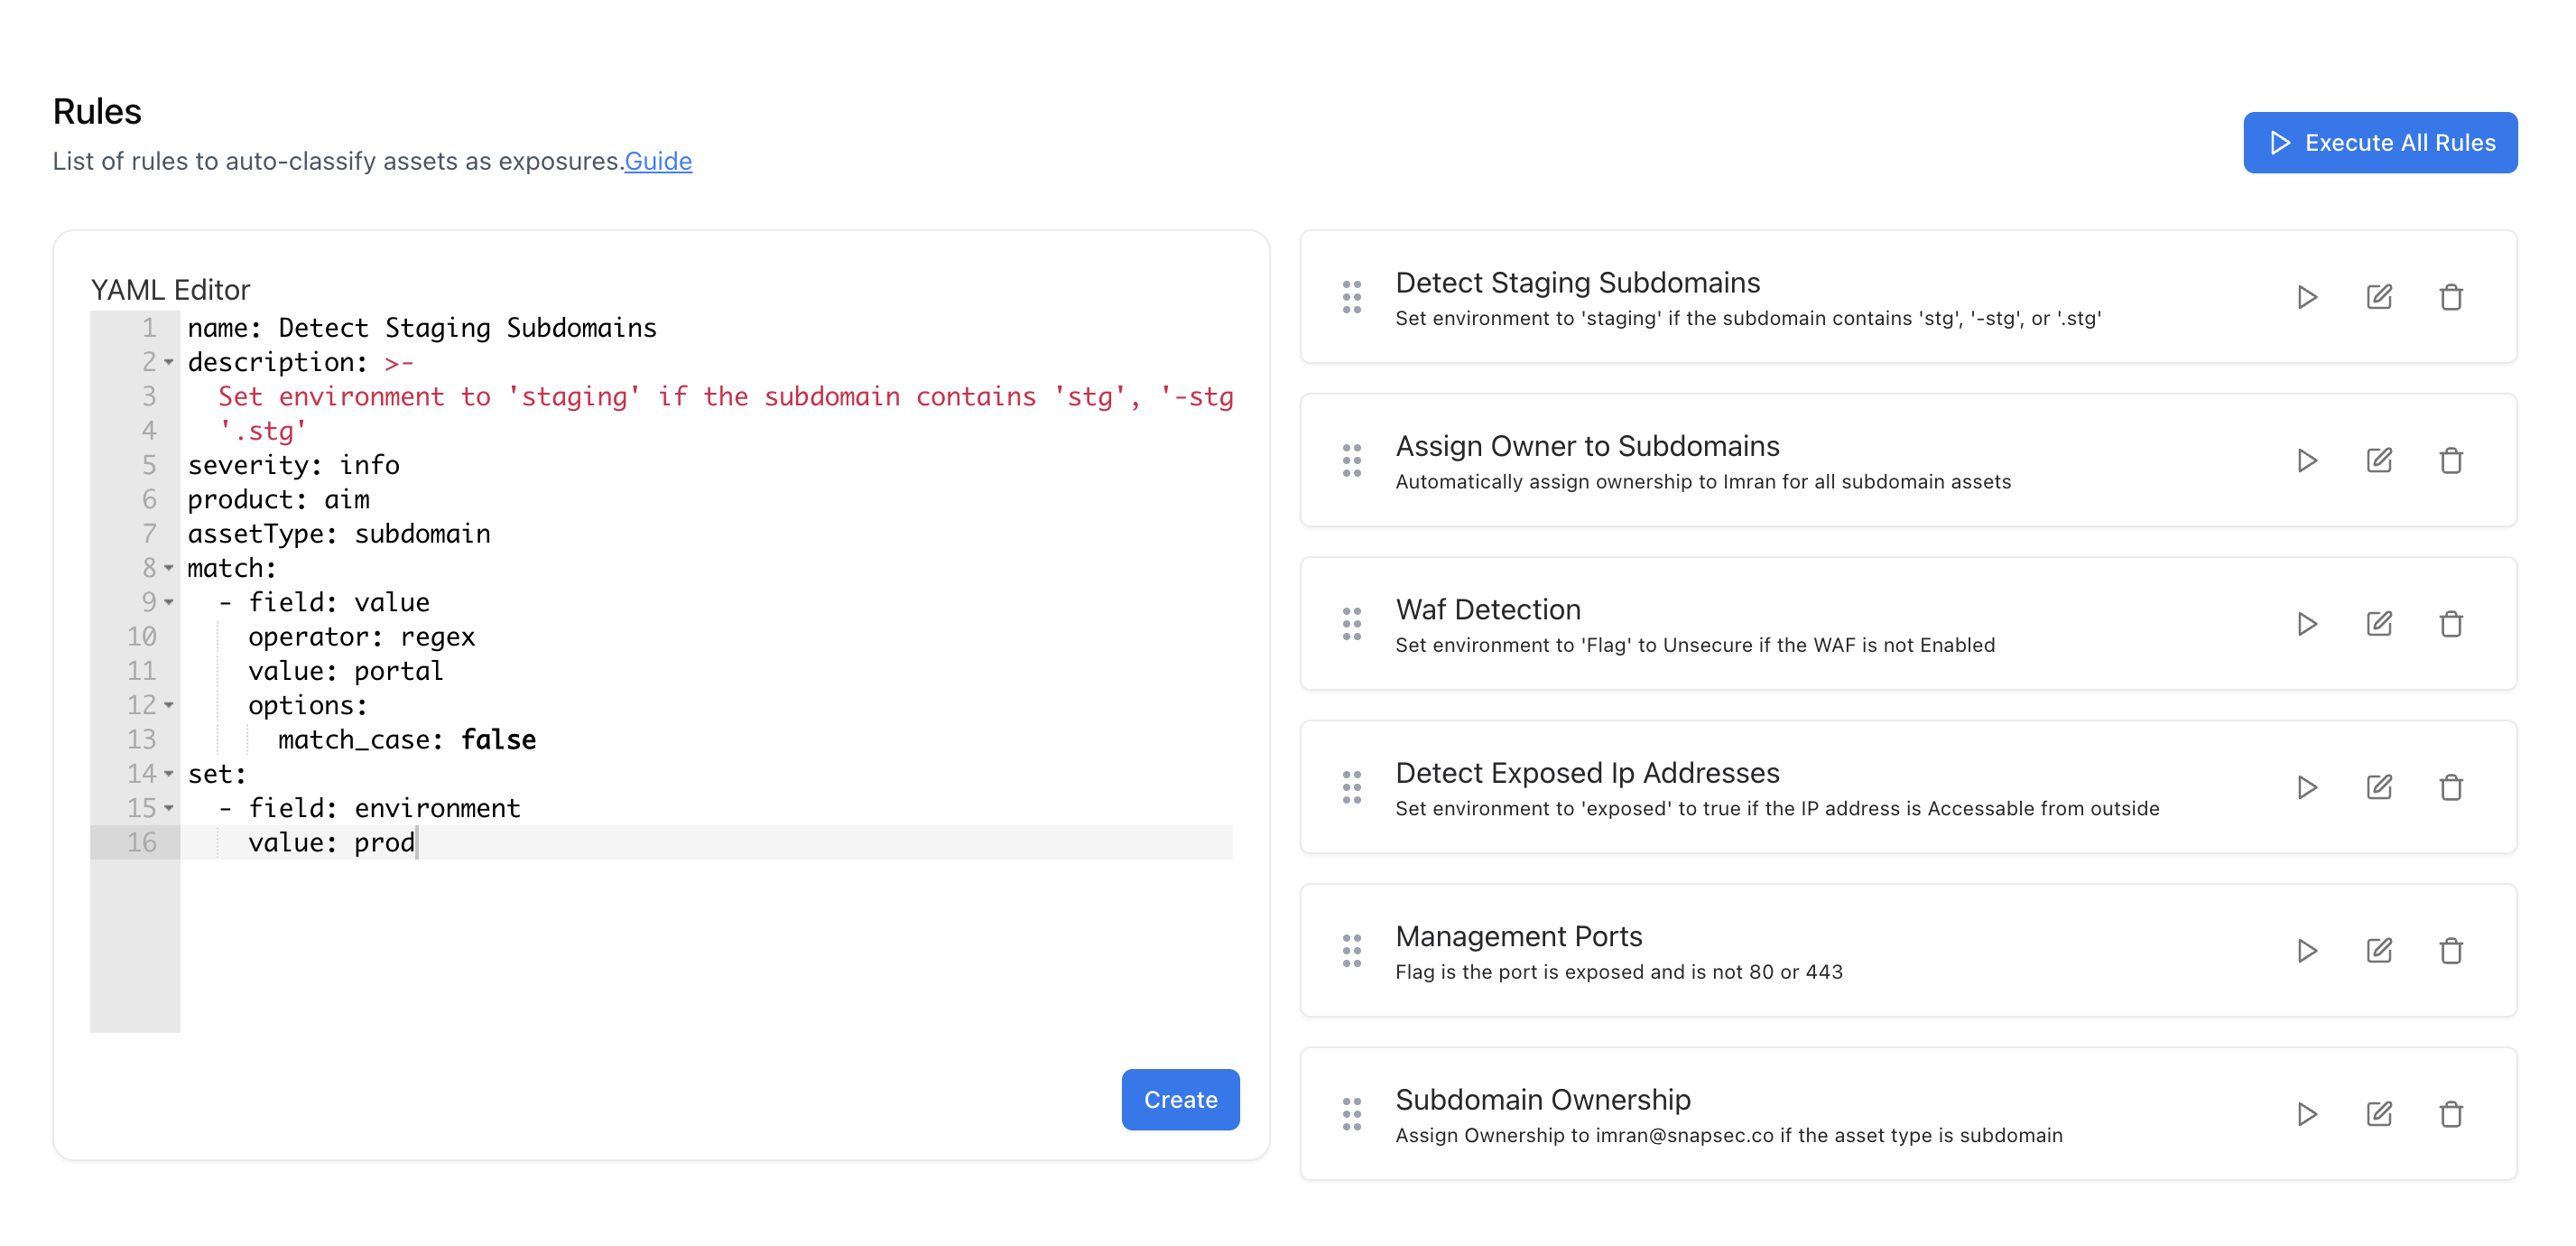 Rules
List of rules to auto-classify assets as exposures.Guide
Execute All Rules
YAML Editor
1 name: Detect Staging Subdomains
2 description: >-
3 Set environment to 'staging' if the subdomain contains 'stg', '-stg
4 '.stg'
5 severity: info
6 product: aim
7 assetType: subdomain
8 match:
9 - field: value
10 operator: regex
11 value: portal
12 options:
13 match_case: false
14 set:
15 - field: environment
16 value: prod
Create
Detect Staging Subdomains
Set environment to 'staging' if the subdomain contains 'stg', '-stg', or '.stg'
Assign Owner to Subdomains
Automatically assign ownership to Imran for all subdomain assets
Waf Detection
Set environment to 'Flag' to Unsecure if the WAF is not Enabled
Detect Exposed Ip Addresses
Set environment to 'exposed' to true if the IP address is Accessable from outside
Management Ports
Flag is the port is exposed and is not 80 or 443
Subdomain Ownership
Assign Ownership to imran@snapsec.co if the asset type is subdomain